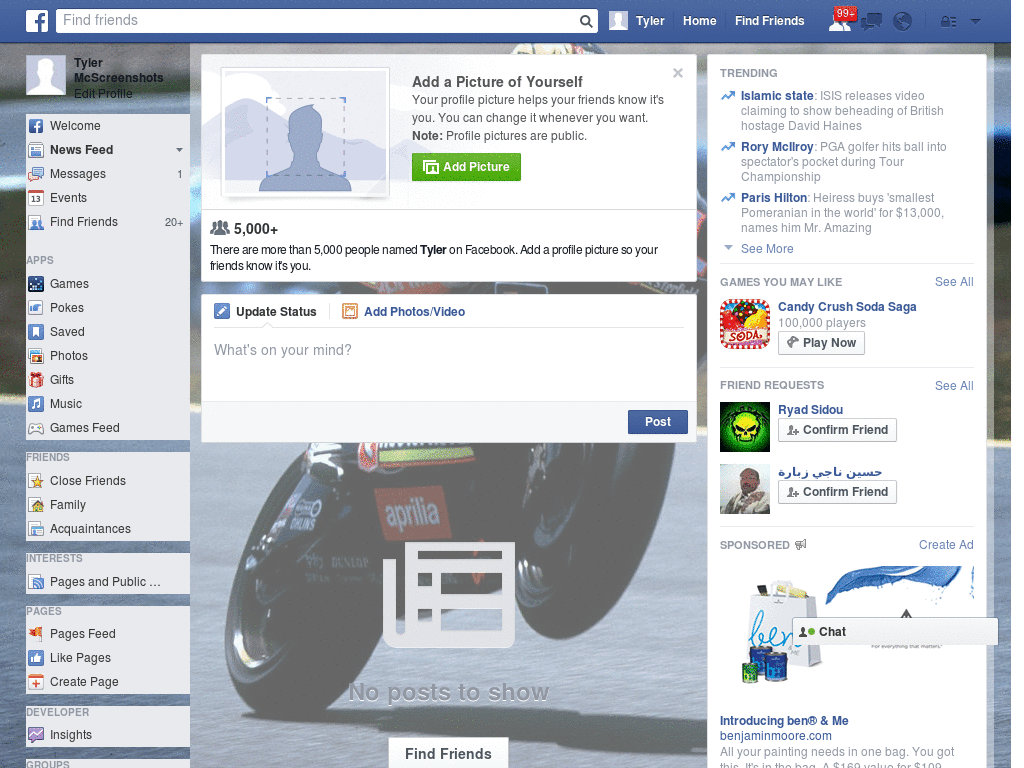 Find friends
Tyler
Home
Find Friends
99+
Tyler
McScreenshots
Edit Profile
Welcome
News Feed
Messages 1
13 Events
Find Friends 20+
APPS
Games
Pokes
Saved
Photos
Gifts
Music
Games Feed
FRIENDS
Close Friends
Family
Acquaintances
INTERESTS
Pages and Public ...
PAGES
Pages Feed
Like Pages
Create Page
DEVELOPER
Insights
GROUPS
Add a Picture of Yourself
Your profile picture helps your friends know it's
you. You can change it whenever you want.
Note: Profile pictures are public.
Add Picture
5,000+
There are more than 5,000 people named Tyler on Facebook. Add a profile picture so your
friends know it's you.
Update Status
Add Photos/Video
What's on your mind?
Post
aprilia
DUNLOP
No posts to show
Find Friends
TRENDING
Islamic state: ISIS releases video
claiming to show beheading of British
hostage David Haines
Rory McIlroy: PGA golfer hits ball into
spectator's pocket during Tour
Championship
Paris Hilton: Heiress buys 'smallest
Pomeranian in the world' for $13,000,
names him Mr. Amazing
See More
GAMES YOU MAY LIKE See All
SODA
Candy Crush Soda Saga
100,000 players
Play Now
FRIEND REQUESTS See All
Ryad Sidou
Confirm Friend
حسين ناجي زبارة
Confirm Friend
SPONSORED Create Ad
ben
Chat
For everything that matters.
Introducing ben® & Me
benjaminmoore.com
All your painting needs in one bag. You got
this. It's in the bag. A $169 value for $109